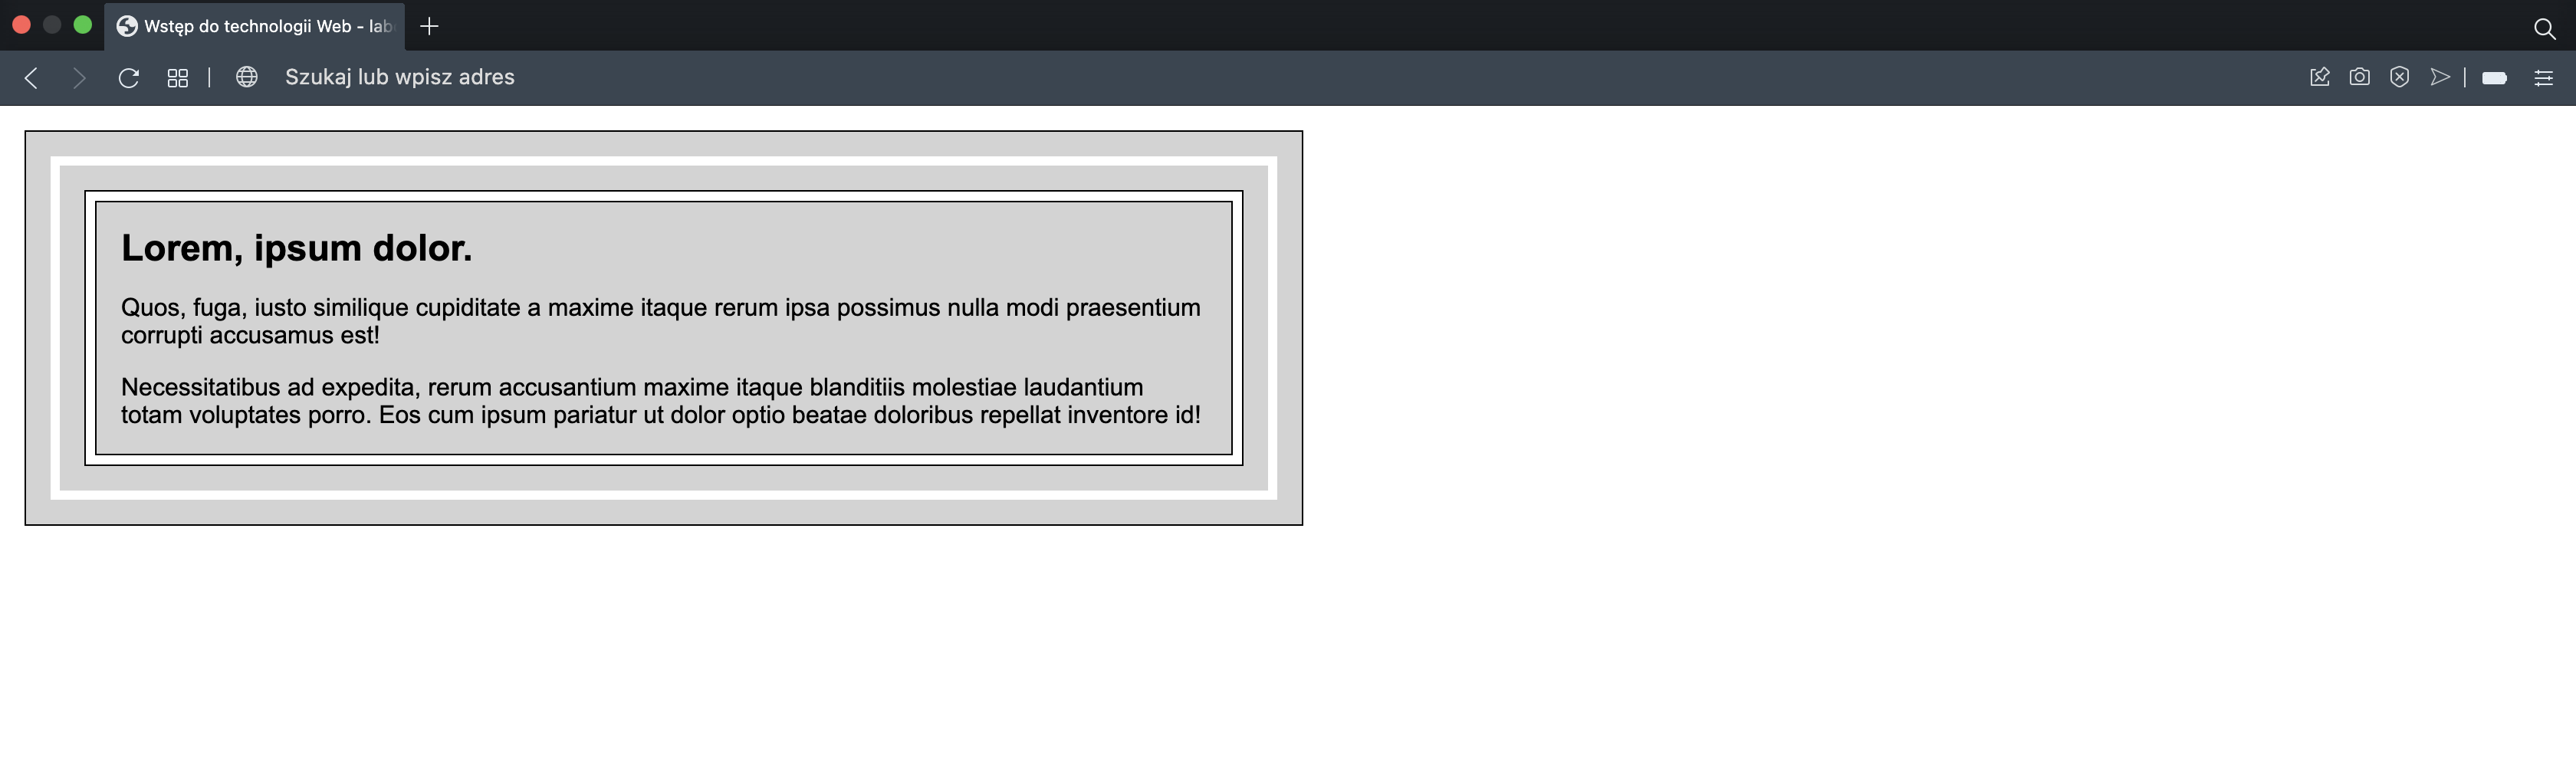 Wstęp do technologii Web - lab
Szukaj lub wpisz adres
Lorem, ipsum dolor.
Quos, fuga, iusto similique cupiditate a maxime itaque rerum ipsa possimus nulla modi praesentium
corrupti accusamus est!
Necessitatibus ad expedita, rerum accusantium maxime itaque blanditiis molestiae laudantium
totam voluptates porro. Eos cum ipsum pariatur ut dolor optio beatae doloribus repellat inventore id!